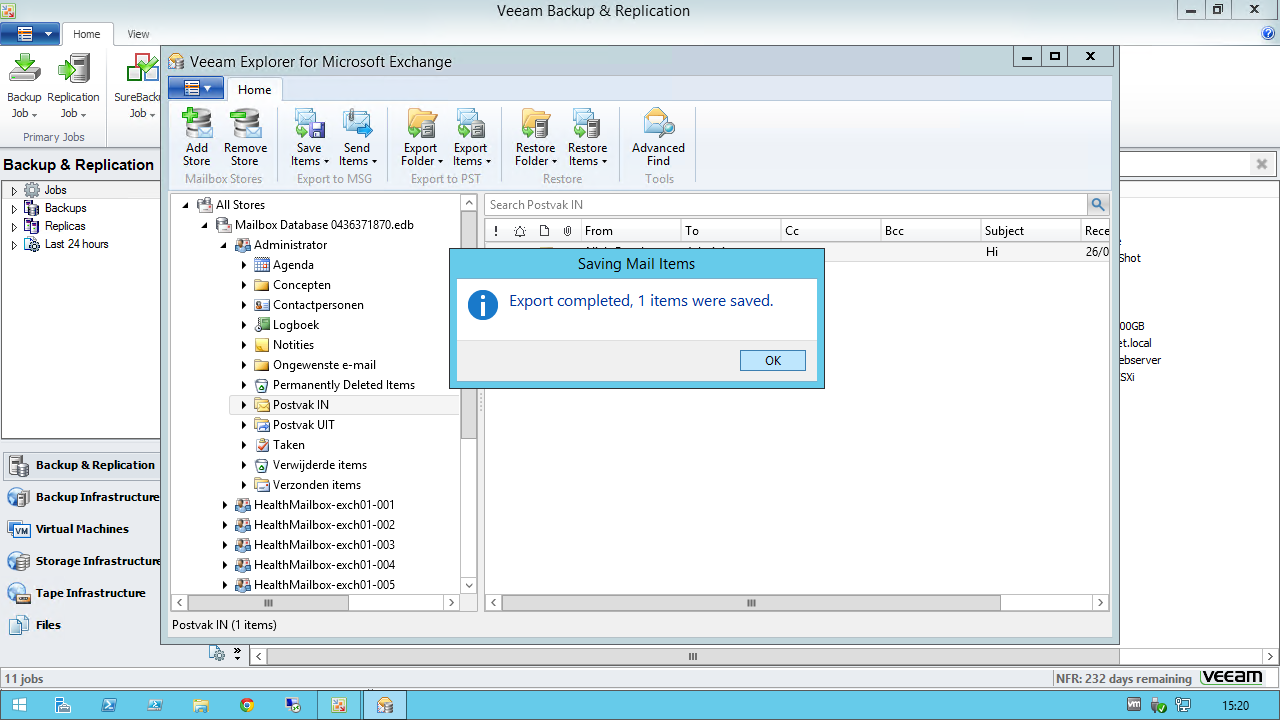 Veeam Backup & Replication
Home
View
Backup Job
Replication Job
Primary Jobs
Veeam Explorer for Microsoft Exchange
Home
Add Store
Remove Store
Save Items
Send Items
Export Folder
Export Items
Restore Folder
Restore Items
Advanced Find
Mailbox Stores
Export to MSG
Export to PST
Restore
Tools
Backup & Replication
Jobs
Backups
Replicas
Last 24 hours
All Stores
Mailbox Database 0436371870.edb
Administrator
Agenda
Concepten
Contactpersonen
Logboek
Notities
Ongewenste e-mail
Permanently Deleted Items
Postvak IN
Postvak UIT
Taken
Verwijderde items
Verzonden items
HealthMailbox-exch01-001
HealthMailbox-exch01-002
HealthMailbox-exch01-003
HealthMailbox-exch01-004
HealthMailbox-exch01-005
Search Postvak IN
From To Cc Bcc Subject Rece
Hi 26/0
Saving Mail Items
Export completed, 1 items were saved.
OK
Shot
00GB
et.local
ebserver
SXi
Backup & Replication
Backup Infrastructure
Virtual Machines
Storage Infrastructure
Tape Infrastructure
Files
Postvak IN (1 items)
11 jobs
NFR: 232 days remaining
veeam
15:20